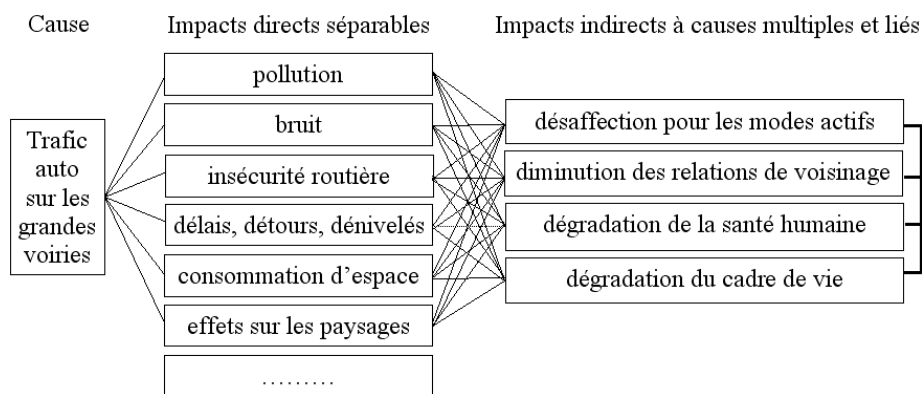 Cause
Impacts directs séparables
Impacts indirects à causes multiples et liés
Trafic
auto
sur les
grandes
voiries
pollution
bruit
insécurité routière
délais, détours, dénivelés
consommation d’espace
effets sur les paysages
………
désaffection pour les modes actifs
diminution des relations de voisinage
dégradation de la santé humaine
dégradation du cadre de vie